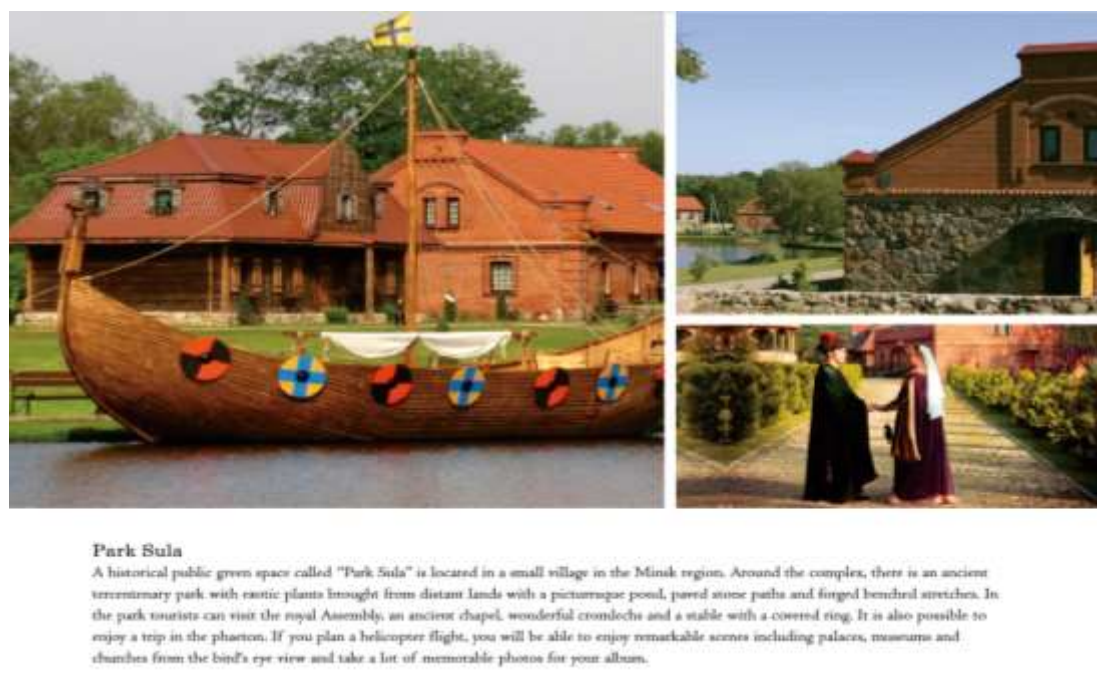 Park Sula
A historical public green space called "Park Sula" is located in a small village in the Minsk region. Around the complex, there is an ancient
tercentenary park with exotic plants brought from distant lands with a picturesque pond, paved stone paths and forged benched stretches. In
the park tourists can visit the royal Assembly, an ancient chapel, wonderful cromlechs and a stable with a covered ring. It is also possible to
enjoy a trip in the phaeton. If you plan a helicopter flight, you will be able to enjoy remarkable scenes including palaces, museums and
churches from the bird's eye view and take a lot of memorable photos for your album.